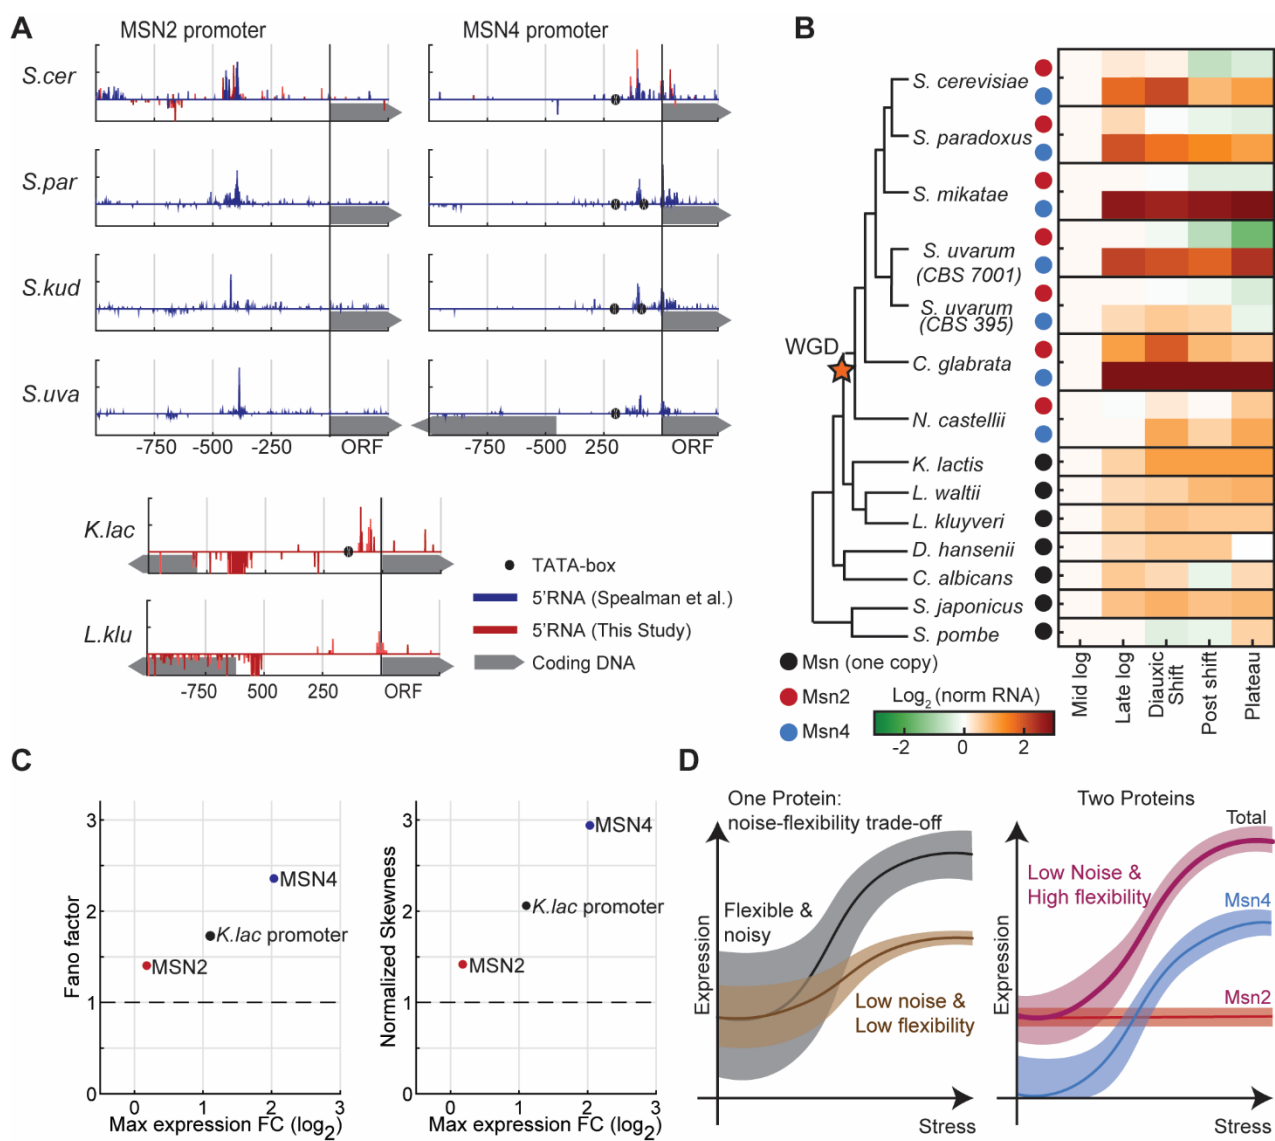 A
MSN2 promoter
MSN4 promoter
S.cer
S.par
S.kud
S.uva
-750 -500 -250 ORF
-750 -500 250 ORF
K.lac
L.klu
-750 500 250 ORF
TATA-box
5'RNA (Spealman et al.)
5'RNA (This Study)
Coding DNA
B
S. cerevisiae
S. paradoxus
S. mikatae
S. uvarum
(CBS 7001)
S. uvarum
(CBS 395)
WGD
C. glabrata
N. castellii
K. lactis
L. waltii
L. kluyveri
D. hansenii
C. albicans
S. japonicus
S. pombe
Msn (one copy)
Msn2
Msn4
Log2 (norm RNA)
-2 0 2
Mid log
Late log
Diauxic
Shift
Post shift
Plateau
C
Fano factor
3
2
1
0
MSN4
K.lac promoter
MSN2
0 1 2 3
Max expression FC (log2)
Normalized Skewness
3
2
1
0
MSN4
K.lac promoter
MSN2
0 1 2 3
Max expression FC (log2)
D
One Protein:
noise-flexibility trade-off
Flexible &
noisy
Low noise &
Low flexibility
Expression
Stress
Two Proteins
Total
Low Noise &
High flexibility
Msn4
Msn2
Expression
Stress